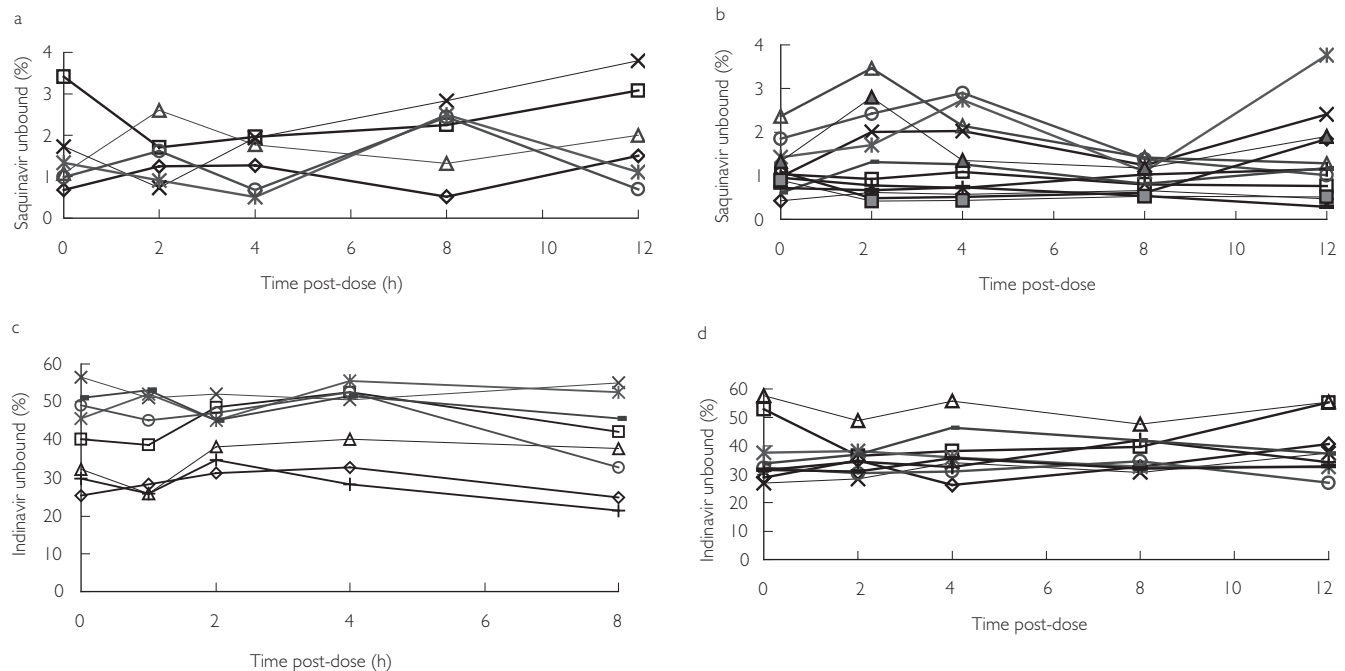 a
Saquinavir unbound (%)
4
3
2
1
0
0 2 4 6 8 10 12
Time post-dose (h)
b
Saquinavir unbound (%)
4
3
2
1
0
0 2 4 6 8 10 12
Time post-dose
c
Indinavir unbound (%)
60
50
40
30
20
10
0
0 2 4 6 8
Time post-dose (h)
d
Indinavir unbound (%)
60
50
40
30
20
10
0
0 2 4 6 8 10 12
Time post-dose